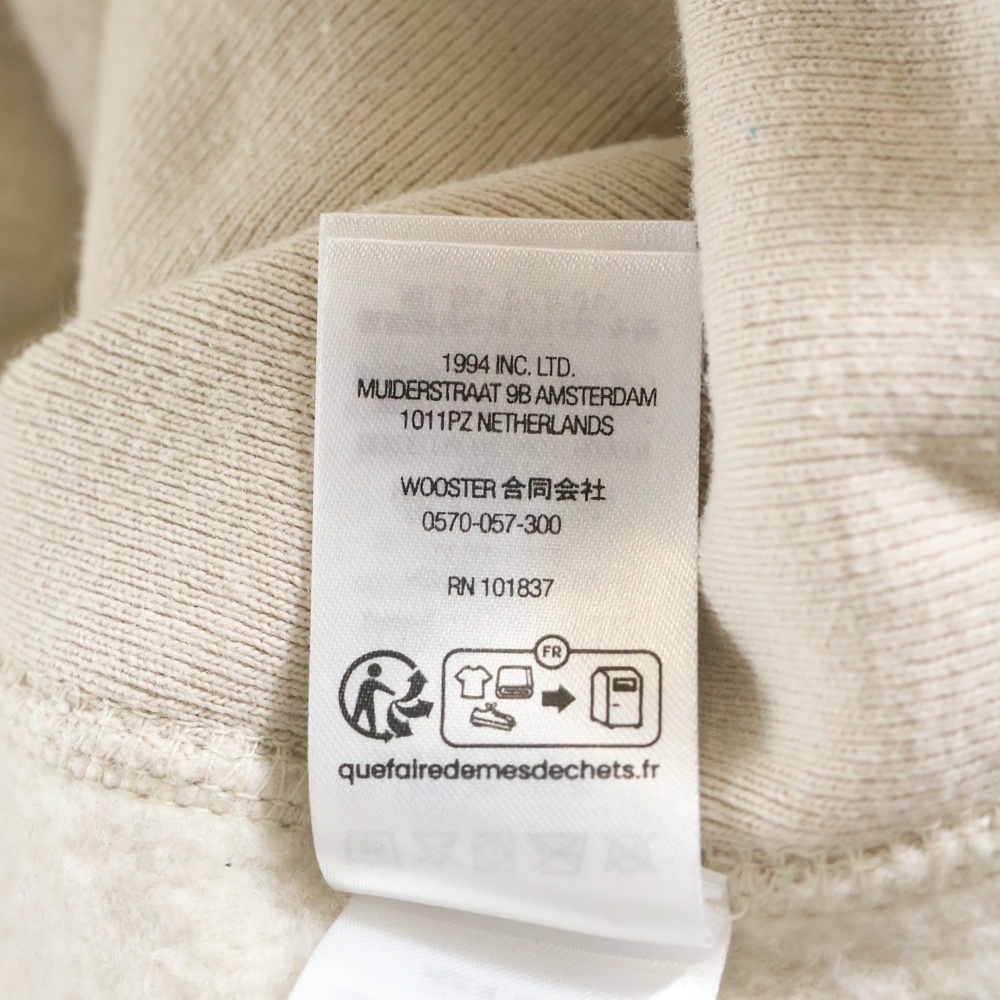 1994 INC. LTD.
MUIDERSTRAAT 9B AMSTERDAM
1011PZ NETHERLANDS
WOOSTER 合同会社
0570-057-300
RN 101837
FR
quefairedemesdechets.fr